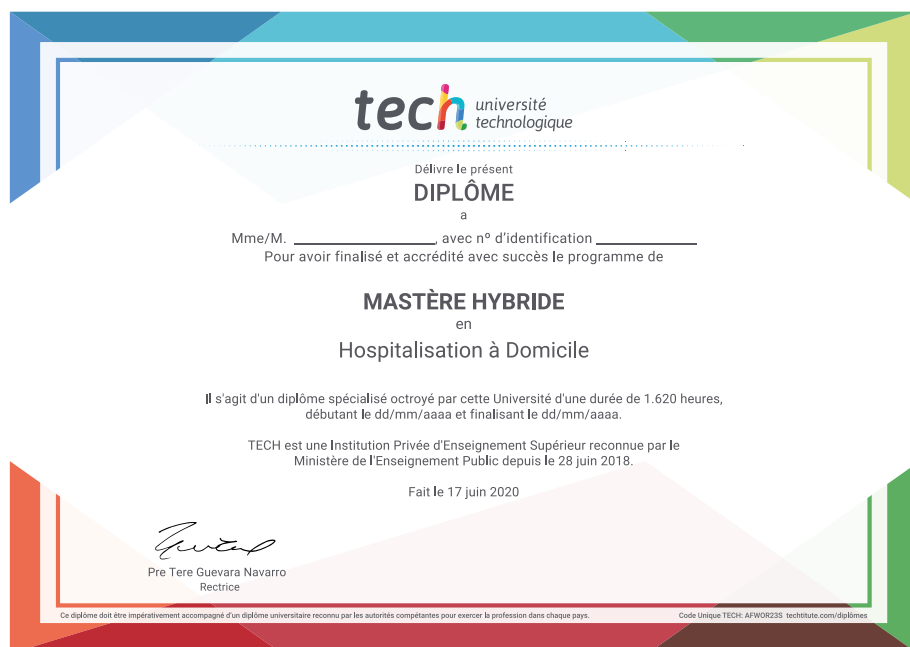 tech université
technologique
Délivre le présent
DIPLÔME
a
Mme/M. ____________________, avec nº d'identification ______________
Pour avoir finalisé et accrédité avec succès le programme de
MASTÈRE HYBRIDE
en
Hospitalisation à Domicile
Il s'agit d'un diplôme spécialisé octroyé par cette Université d'une durée de 1.620 heures,
débutant le dd/mm/aaaa et finalisant le dd/mm/aaaa.
TECH est une Institution Privée d'Enseignement Supérieur reconnue par le
Ministère de l'Enseignement Public depuis le 28 juin 2018.
Fait le 17 juin 2020
Pre Tere Guevara Navarro
Rectrice
Ce diplôme doit être impérativement accompagné d'un diplôme universitaire reconnu par les autorités compétantes pour exercer la profession dans chaque pays.
Code Unique TECH: AFWOR23S techtitute.com/diplômes